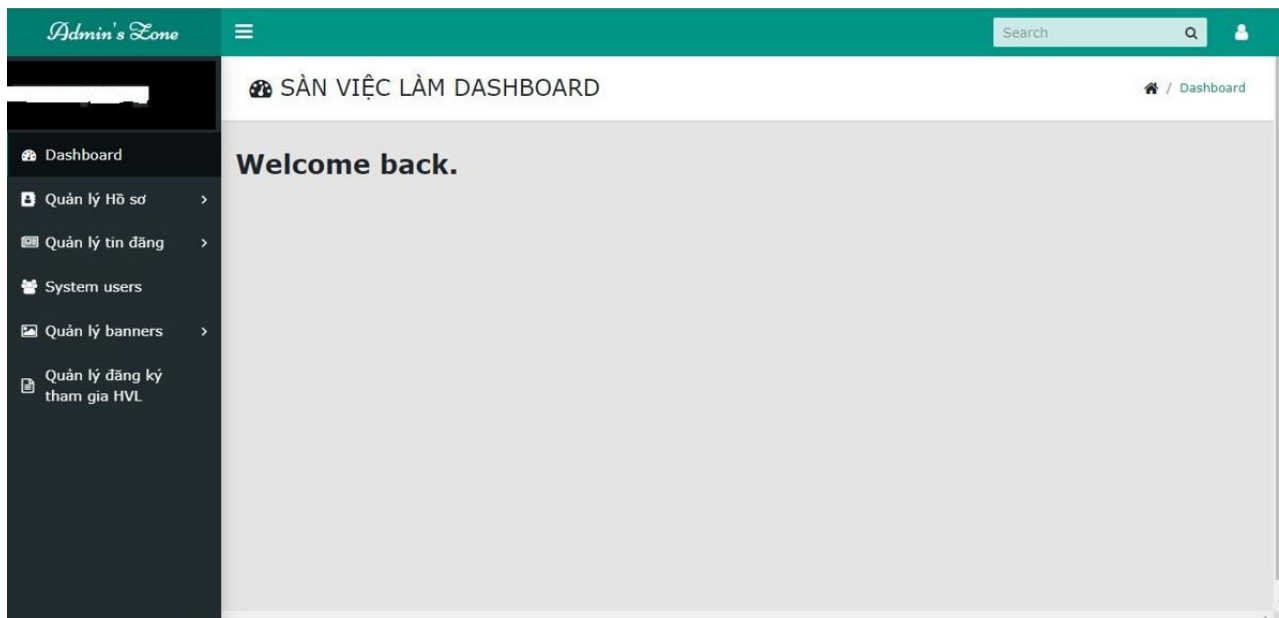 Admin's Zone
Search
SÀN VIỆC LÀM DASHBOARD
/ Dashboard
Dashboard
Welcome back.
Quản lý Hồ sơ
Quản lý tin đăng
System users
Quản lý banners
Quản lý đăng ký
tham gia HVL